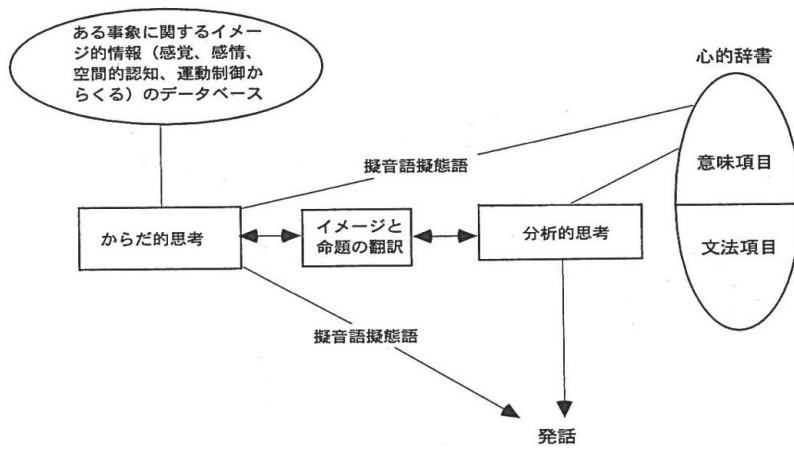 ある事象に関するイメー
ジ的情報（感覚、感情、
空間的認知、運動制御か
らくる）のデータベース
心的辞書
擬音語擬態語
意味項目
からだ的思考
イメージと
命題の翻訳
分析的思考
文法項目
擬音語擬態語
発話